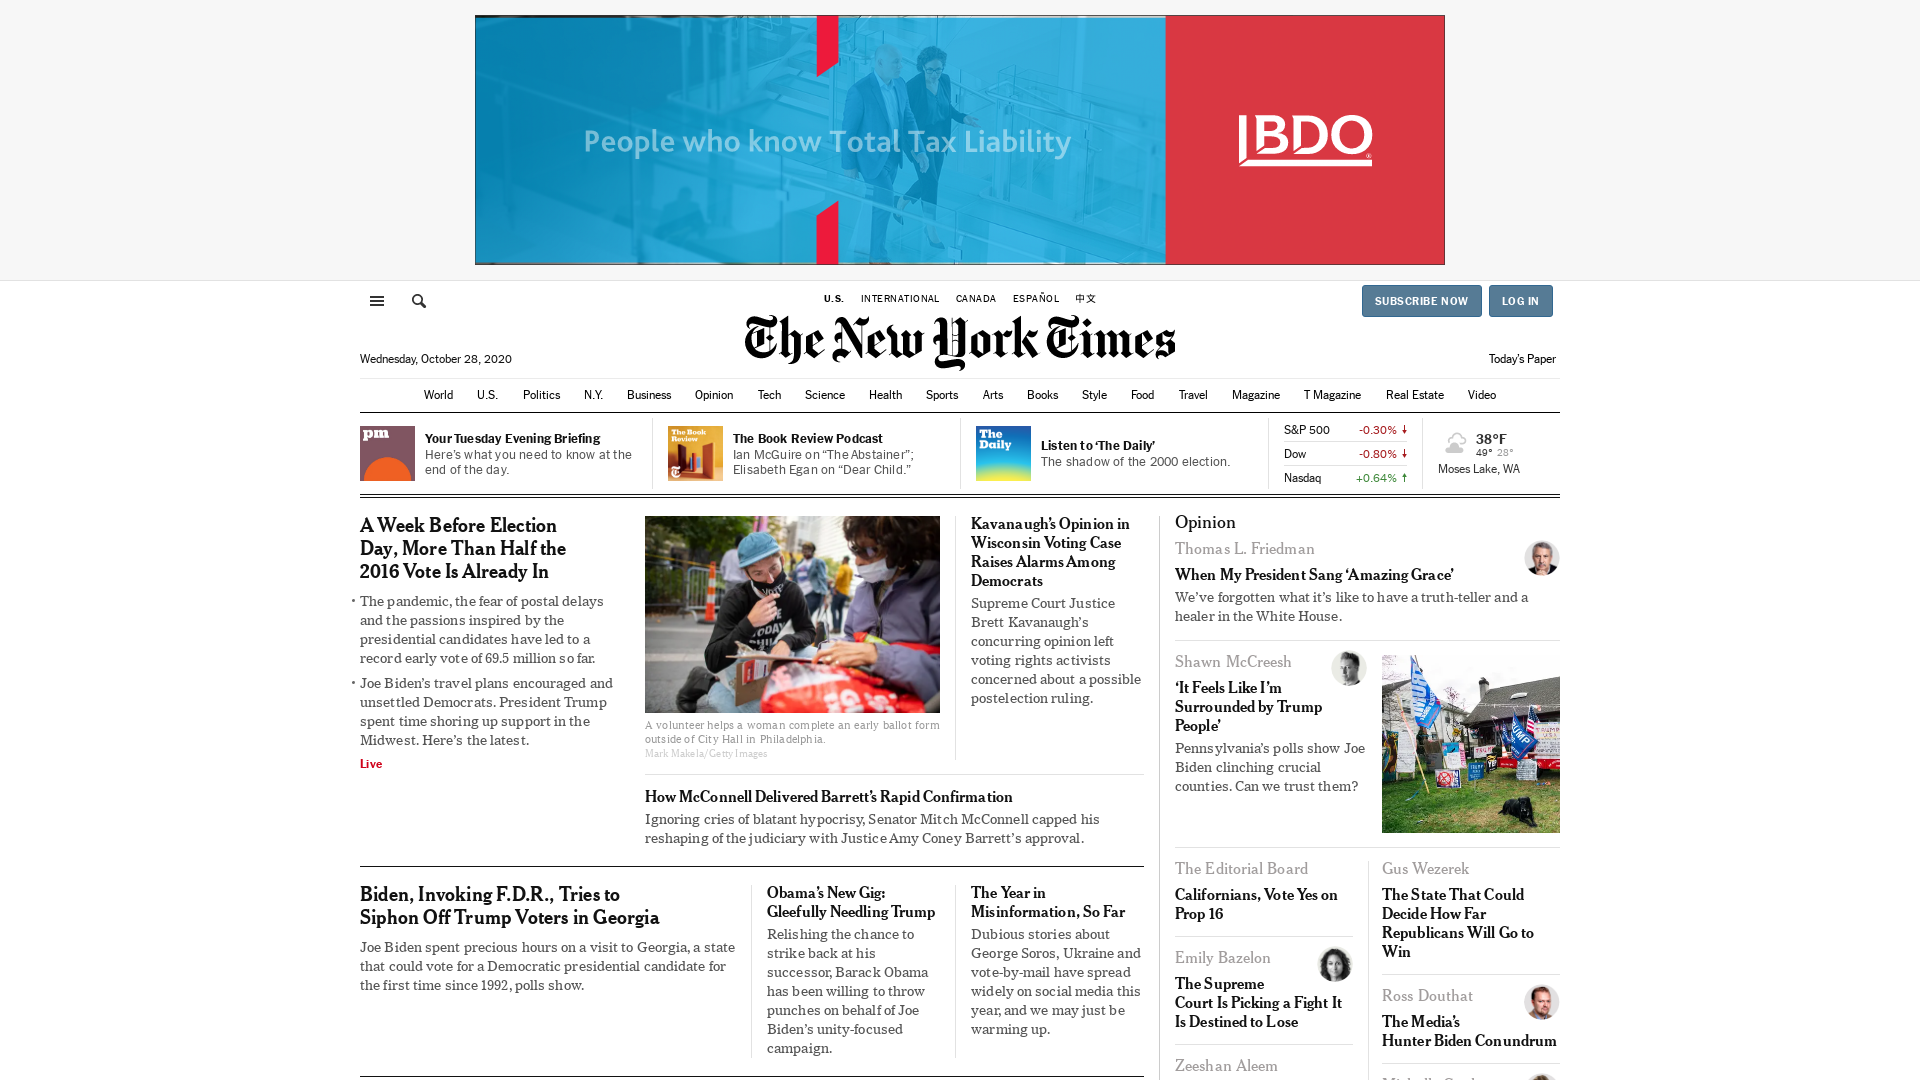 People who know Total Tax Liability
BDO
U.S. INTERNATIONAL CANADA ESPAÑOL 中文
SUBSCRIBE NOW LOG IN
The New York Times
Wednesday, October 28, 2020
Today's Paper
World U.S. Politics N.Y. Business Opinion Tech Science Health Sports Arts Books Style Food Travel Magazine T Magazine Real Estate Video
pm
Your Tuesday Evening Briefing
Here's what you need to know at the
end of the day.
The Book
Review
The Book Review Podcast
Ian McGuire on “The Abstainer”;
Elisabeth Egan on “Dear Child.”
The
Daily
Listen to ‘The Daily’
The shadow of the 2000 election.
S&P 500 -0.30%
Dow -0.80%
Nasdaq +0.64%
38°F
49° 28°
Moses Lake, WA
A Week Before Election
Day, More Than Half the
2016 Vote Is Already In
• The pandemic, the fear of postal delays
and the passions inspired by the
presidential candidates have led to a
record early vote of 69.5 million so far.
• Joe Biden’s travel plans encouraged and
unsettled Democrats. President Trump
spent time shoring up support in the
Midwest. Here’s the latest.
Live
A volunteer helps a woman complete an early ballot form
outside of City Hall in Philadelphia.
Mark Makela/Getty Images
Kavanaugh’s Opinion in
Wisconsin Voting Case
Raises Alarms Among
Democrats
Supreme Court Justice
Brett Kavanaugh’s
concurring opinion left
voting rights activists
concerned about a possible
postelection ruling.
How McConnell Delivered Barrett’s Rapid Confirmation
Ignoring cries of blatant hypocrisy, Senator Mitch McConnell capped his
reshaping of the judiciary with Justice Amy Coney Barrett’s approval.
Biden, Invoking F.D.R., Tries to
Siphon Off Trump Voters in Georgia
Joe Biden spent precious hours on a visit to Georgia, a state
that could vote for a Democratic presidential candidate for
the first time since 1992, polls show.
Obama’s New Gig:
Gleefully Needling Trump
Relishing the chance to
strike back at his
successor, Barack Obama
has been willing to throw
punches on behalf of Joe
Biden’s unity-focused
campaign.
The Year in
Misinformation, So Far
Dubious stories about
George Soros, Ukraine and
vote-by-mail have spread
widely on social media this
year, and we may just be
warming up.
Opinion
Thomas L. Friedman
When My President Sang ‘Amazing Grace’
We’ve forgotten what it’s like to have a truth-teller and a
healer in the White House.
Shawn McCreesh
‘It Feels Like I’m
Surrounded by Trump
People’
Pennsylvania’s polls show Joe
Biden clinching crucial
counties. Can we trust them?
The Editorial Board
Californians, Vote Yes on
Prop 16
Emily Bazelon
The Supreme
Court Is Picking a Fight It
Is Destined to Lose
Zeeshan Aleem
Gus Wezerek
The State That Could
Decide How Far
Republicans Will Go to
Win
Ross Douthat
The Media’s
Hunter Biden Conundrum